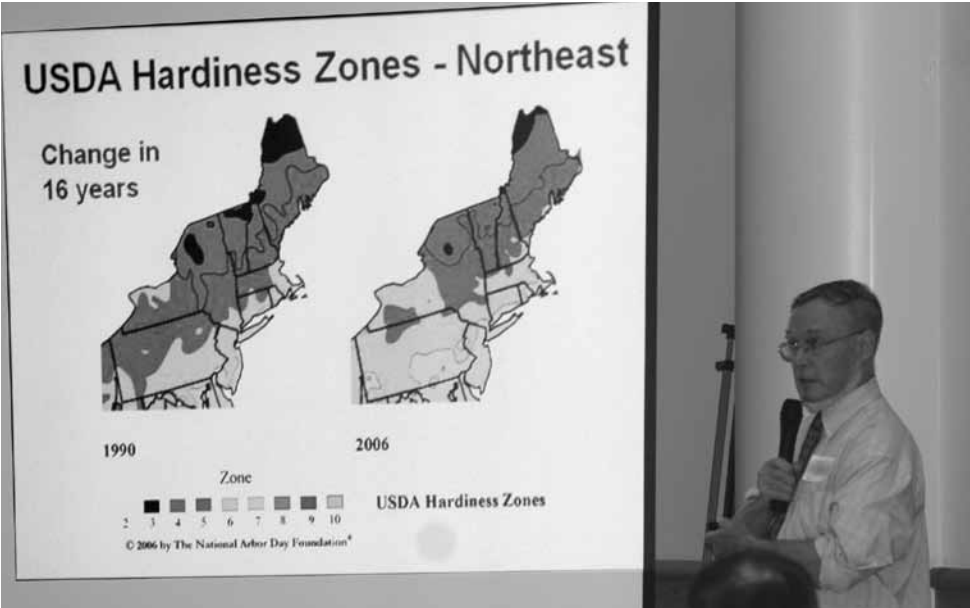 USDA Hardiness Zones - Northeast
Change in
16 years
1990
2006
Zone
2 3 4 5 6 7 8 9 10
USDA Hardiness Zones
© 2006 by The National Arbor Day Foundation®